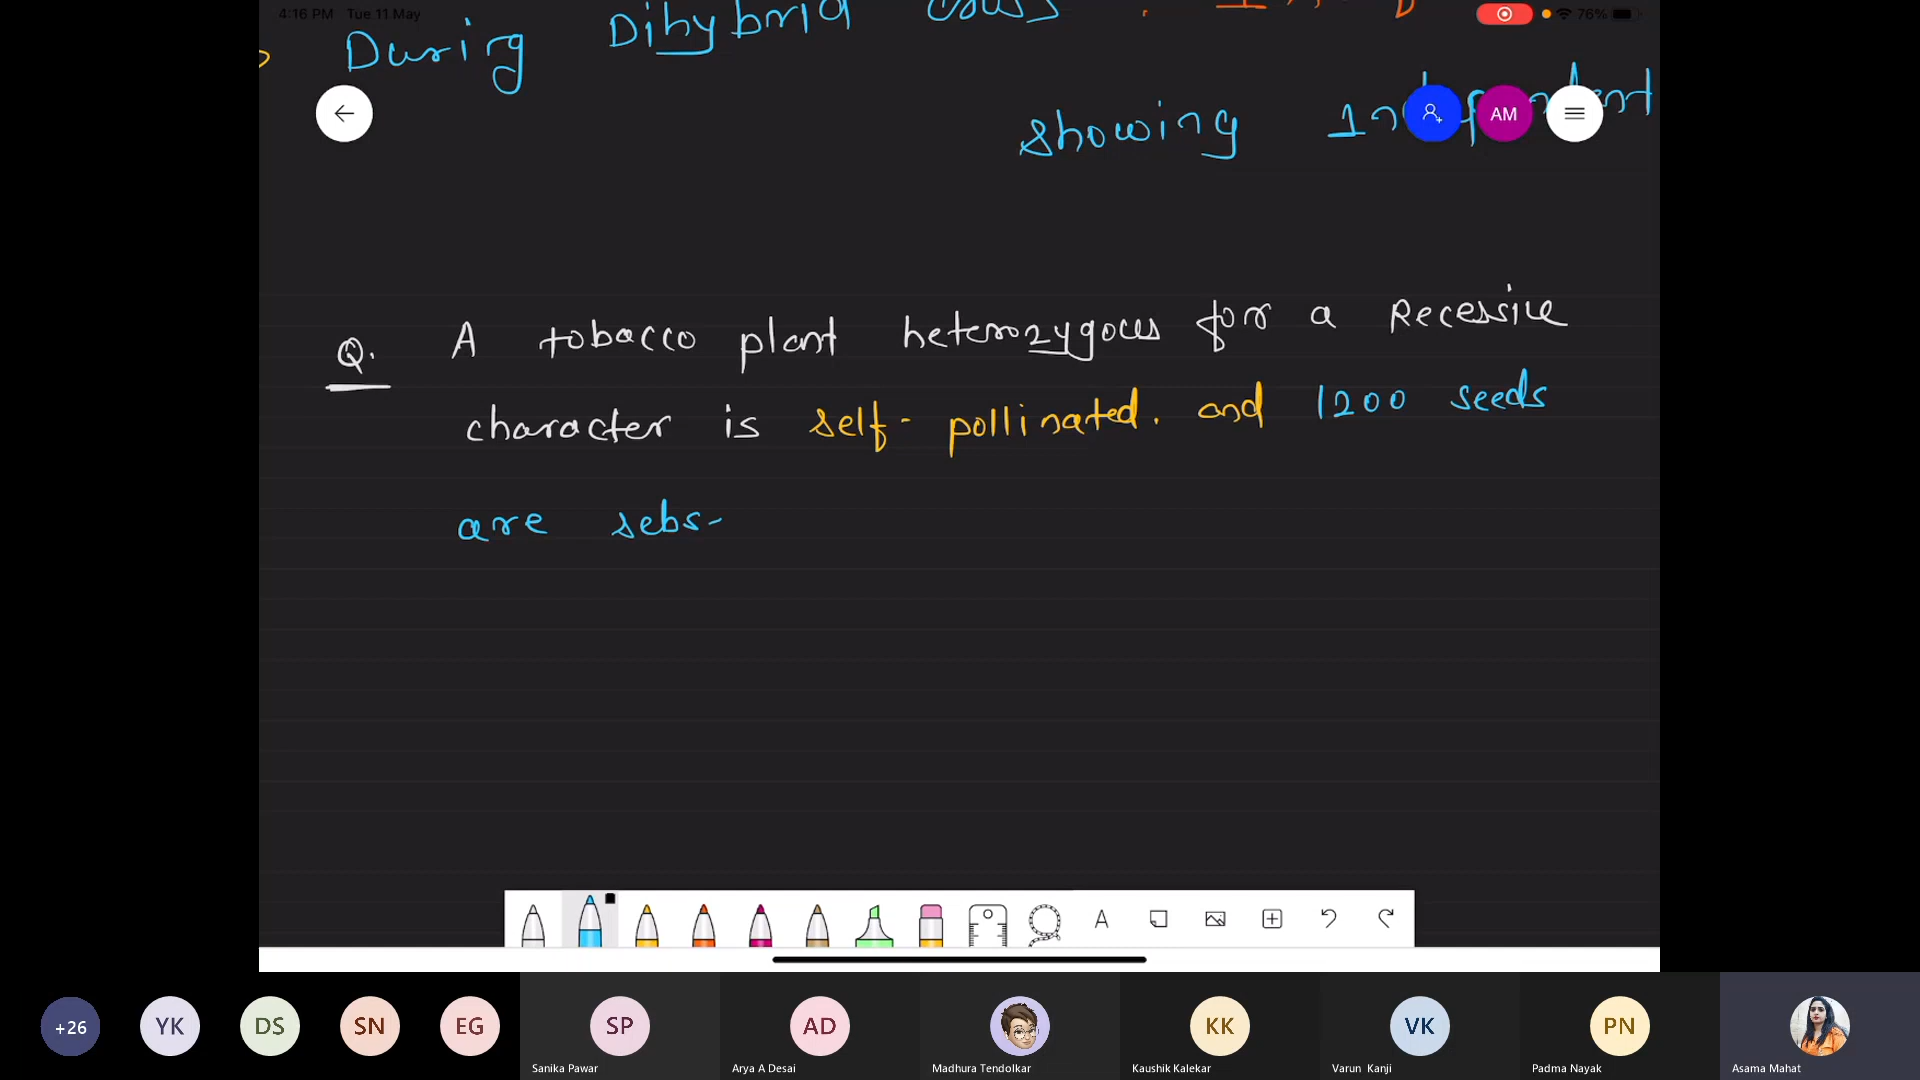 4:16 PM Tue 11 May
76%
During Dihybrid Cross
showing
AM
Q. A tobacco plant heterozygous for a Recessive
character is self-pollinated. and 1200 seeds
are sebs-
A
+26
YK
DS
SN
EG
SP
AD
KK
VK
PN
Sanika Pawar
Arya A Desai
Madhura Tendolkar
Kaushik Kalekar
Varun Kanji
Padma Nayak
Asama Mahat